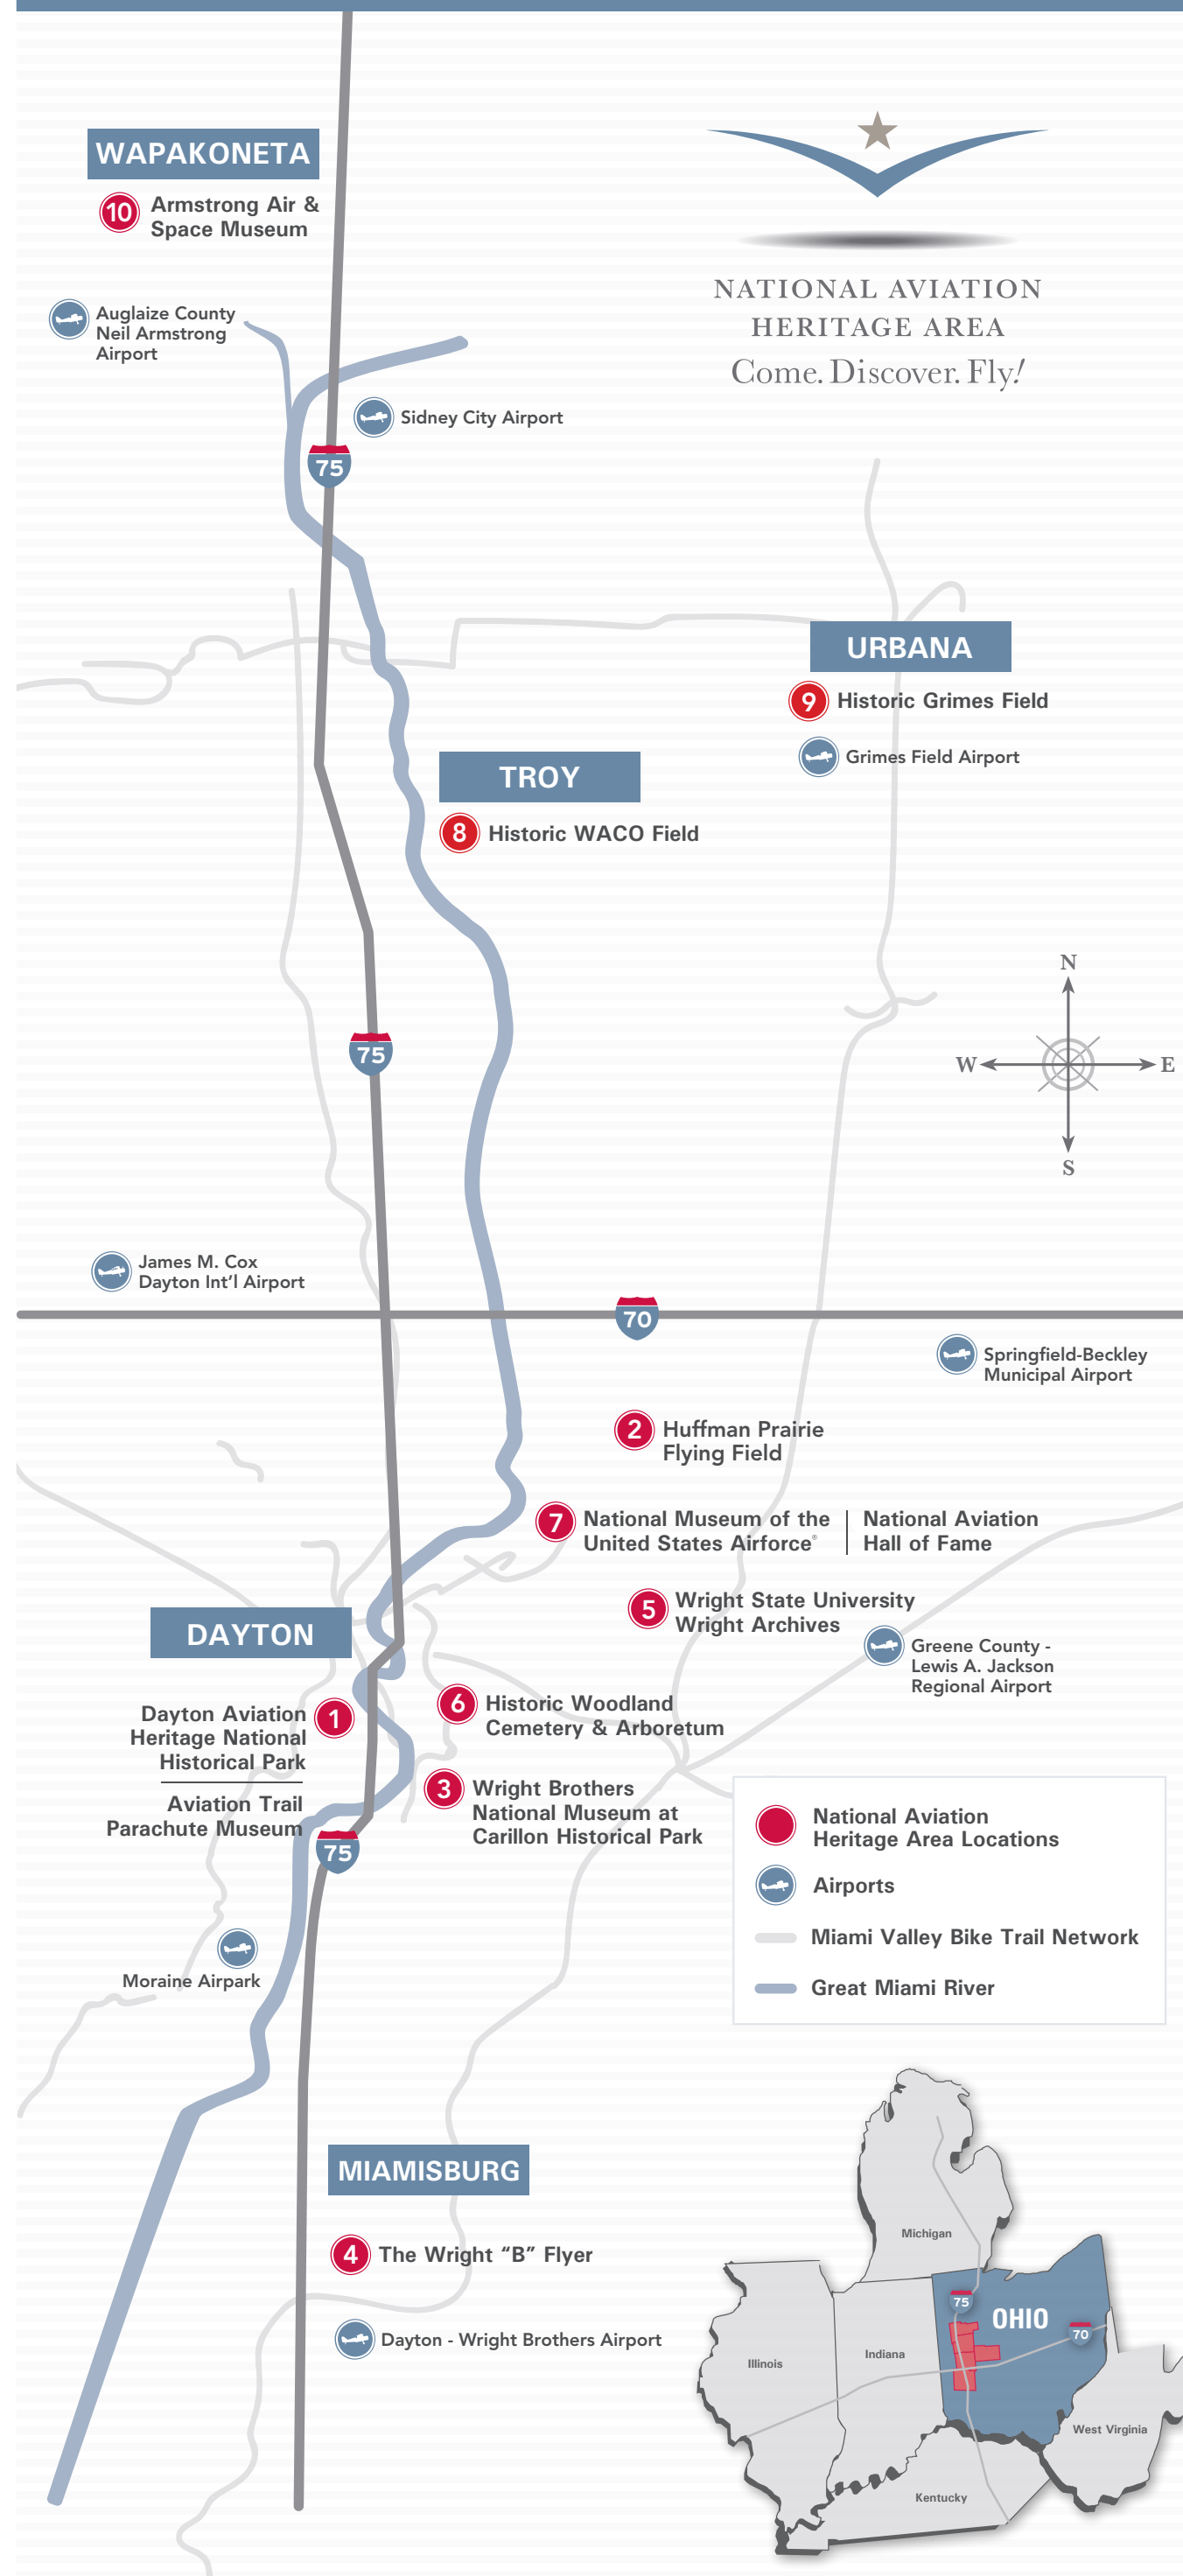 WAPAKONETA
10 Armstrong Air &
Space Museum
NATIONAL AVIATION
HERITAGE AREA
Come. Discover. Fly!
Auglaize County
Neil Armstrong
Airport
Sidney City Airport
75
URBANA
9 Historic Grimes Field
Grimes Field Airport
TROY
8 Historic WACO Field
N
W E
S
75
James M. Cox
Dayton Int'l Airport
70
Springfield-Beckley
Municipal Airport
2 Huffman Prairie
Flying Field
7 National Museum of the
United States Airforce®
National Aviation
Hall of Fame
5 Wright State University
Wright Archives
Greene County -
Lewis A. Jackson
Regional Airport
DAYTON
1 Dayton Aviation
Heritage National
Historical Park
Aviation Trail
Parachute Museum
6 Historic Woodland
Cemetery & Arboretum
3 Wright Brothers
National Museum at
Carillon Historical Park
75
National Aviation
Heritage Area Locations
Airports
Miami Valley Bike Trail Network
Great Miami River
Moraine Airpark
MIAMISBURG
4 The Wright “B” Flyer
Dayton - Wright Brothers Airport
Michigan
75
OHIO
70
Indiana
Illinois
West Virginia
Kentucky